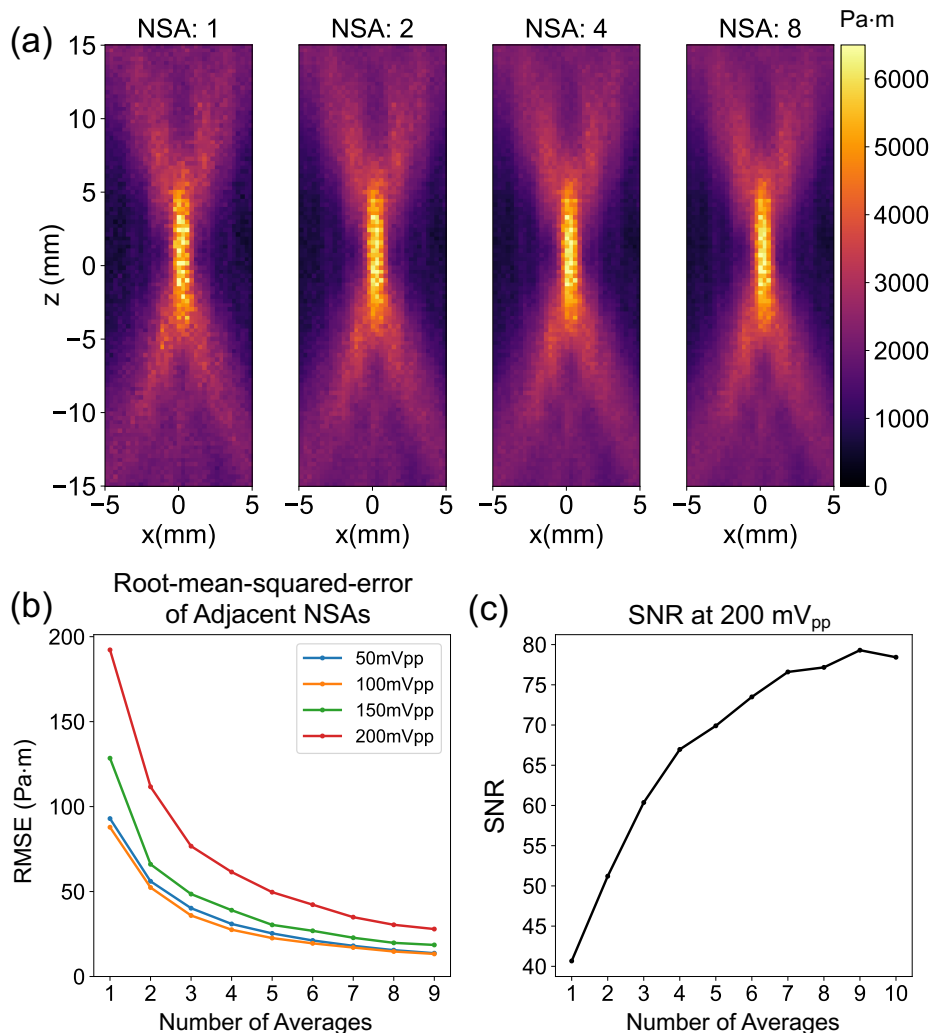 (a)
NSA: 1
NSA: 2
NSA: 4
NSA: 8
Pa·m
15
10
5
0
−5
−10
−15
z (mm)
−5 0 5
−5 0 5
−5 0 5
−5 0 5
x(mm)
x(mm)
x(mm)
x(mm)
6000
5000
4000
3000
2000
1000
0
(b)
Root-mean-squared-error
of Adjacent NSAs
200
150
100
50
0
RMSE (Pa·m)
50mVpp
100mVpp
150mVpp
200mVpp
1 2 3 4 5 6 7 8 9
Number of Averages
(c)
SNR at 200 mVpp
80
75
70
65
60
55
50
45
40
SNR
1 2 3 4 5 6 7 8 9 10
Number of Averages